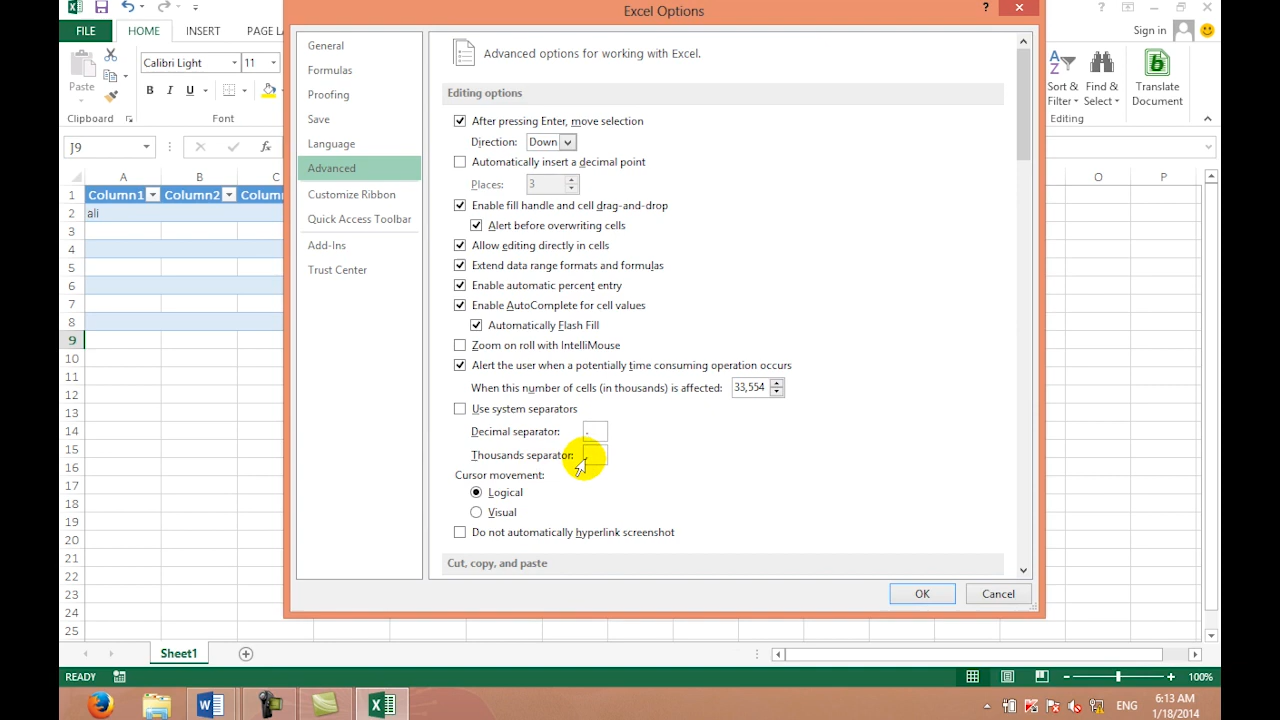 Excel Options
?
FILE
HOME
INSERT
PAGE L
Sign in
Calibri Light
11
Paste
B I U
Sort & Filter
Find & Select
Translate Document
Clipboard
Font
Editing
J9
fx
A B C O P
1 Column1 Column2 Colum
2 ali
3
4
5
6
7
8
9
10
11
12
13
14
15
16
17
18
19
20
21
22
23
24
25
General
Formulas
Proofing
Save
Language
Advanced
Customize Ribbon
Quick Access Toolbar
Add-Ins
Trust Center
Advanced options for working with Excel.
Editing options
After pressing Enter, move selection
Direction: Down
Automatically insert a decimal point
Places: 3
Enable fill handle and cell drag-and-drop
Alert before overwriting cells
Allow editing directly in cells
Extend data range formats and formulas
Enable automatic percent entry
Enable AutoComplete for cell values
Automatically Flash Fill
Zoom on roll with IntelliMouse
Alert the user when a potentially time consuming operation occurs
When this number of cells (in thousands) is affected: 33,554
Use system separators
Decimal separator: .
Thousands separator:
Cursor movement:
Logical
Visual
Do not automatically hyperlink screenshot
Cut, copy, and paste
OK
Cancel
Sheet1
READY
100%
ENG
6:13 AM
1/18/2014